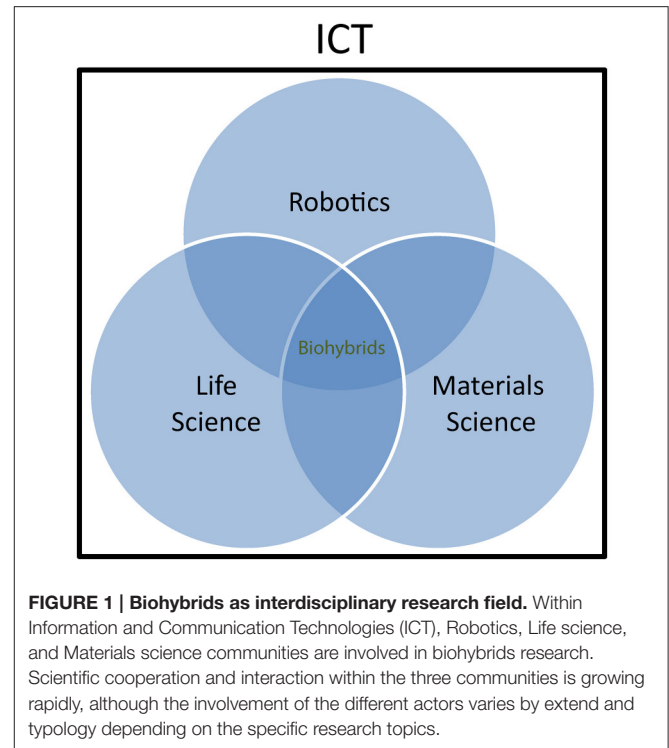 ICT
Robotics
Biohybrids
Life
Science
Materials
Science
FIGURE 1 | Biohybrids as interdisciplinary research field. Within
Information and Communication Technologies (ICT), Robotics, Life science,
and Materials science communities are involved in biohybrids research.
Scientific cooperation and interaction within the three communities is growing
rapidly, although the involvement of the different actors varies by extend and
typology depending on the specific research topics.